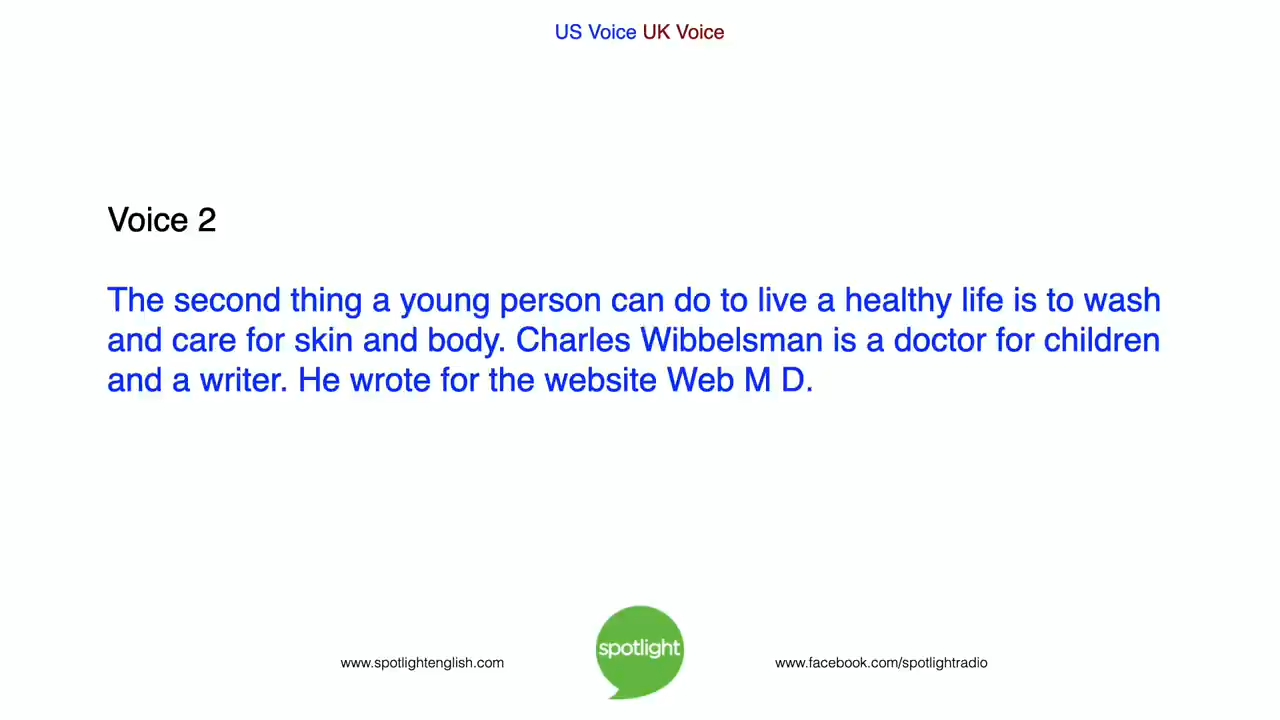 US Voice UK Voice
Voice 2
The second thing a young person can do to live a healthy life is to wash
and care for skin and body. Charles Wibbelsman is a doctor for children
and a writer. He wrote for the website Web M D.
spotlight
www.spotlightenglish.com
www.facebook.com/spotlightradio